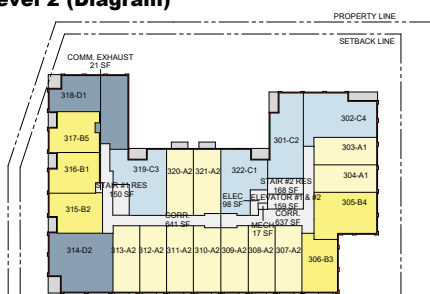 evel 2 (Diagram)
PROPERTY LINE
SETBACK LINE
COMM. EXHAUST
21 SF
318-D1
302-C4
317-B5
301-C2
303-A1
316-B1
319-C3
320-A2
321-A2
322-C1
304-A1
STAIR #1 RES
150 SF
STAIR #2 RES
168 SF
ELEC
98 SF
ELEVATOR #1 & #2
159 SF
315-B2
305-B4
CORR.
641 SF
MECH
17 SF
CORR.
637 SF
314-D2
313-A2
312-A2
311-A2
310-A2
309-A2
308-A2
307-A2
306-B3